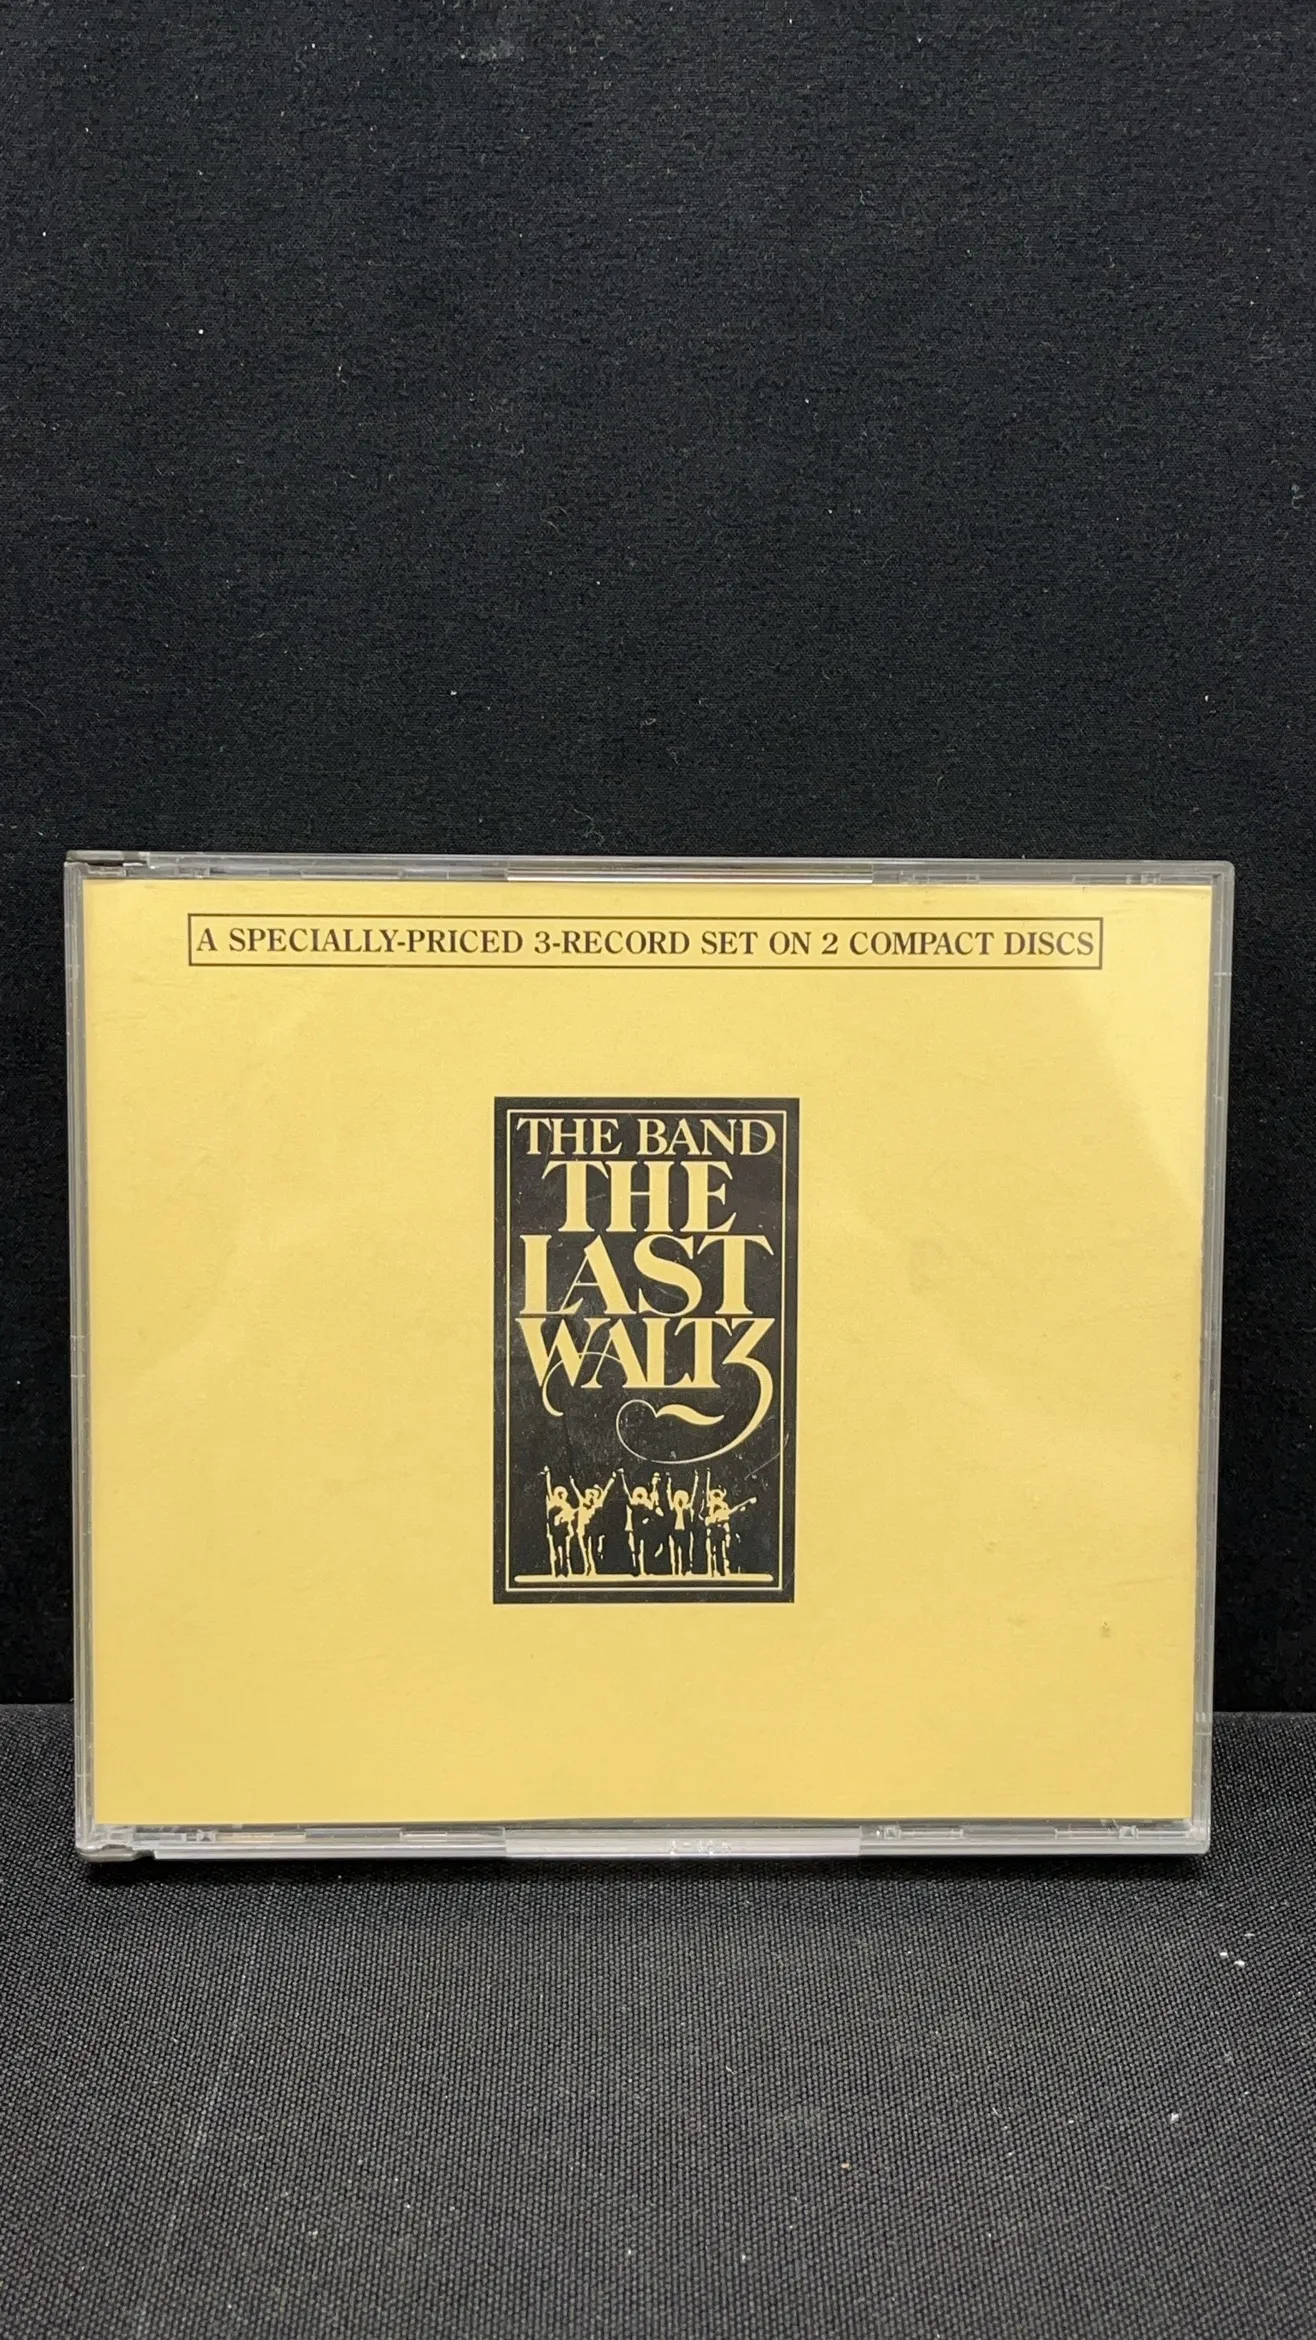 A SPECIALLY-PRICED 3-RECORD SET ON 2 COMPACT DISCS
THE BAND
THE
LAST
WALTZ